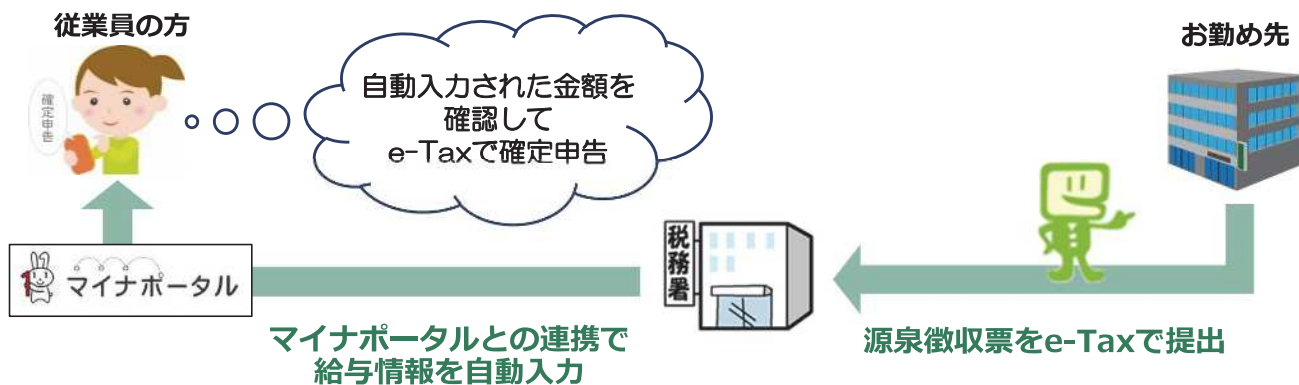 従業員の方
お勤め先
確定申告
自動入力された金額を
確認して
e-Taxで確定申告
税務署
マイナポータル
マイナポータルとの連携で
給与情報を自動入力
源泉徴収票をe-Taxで提出